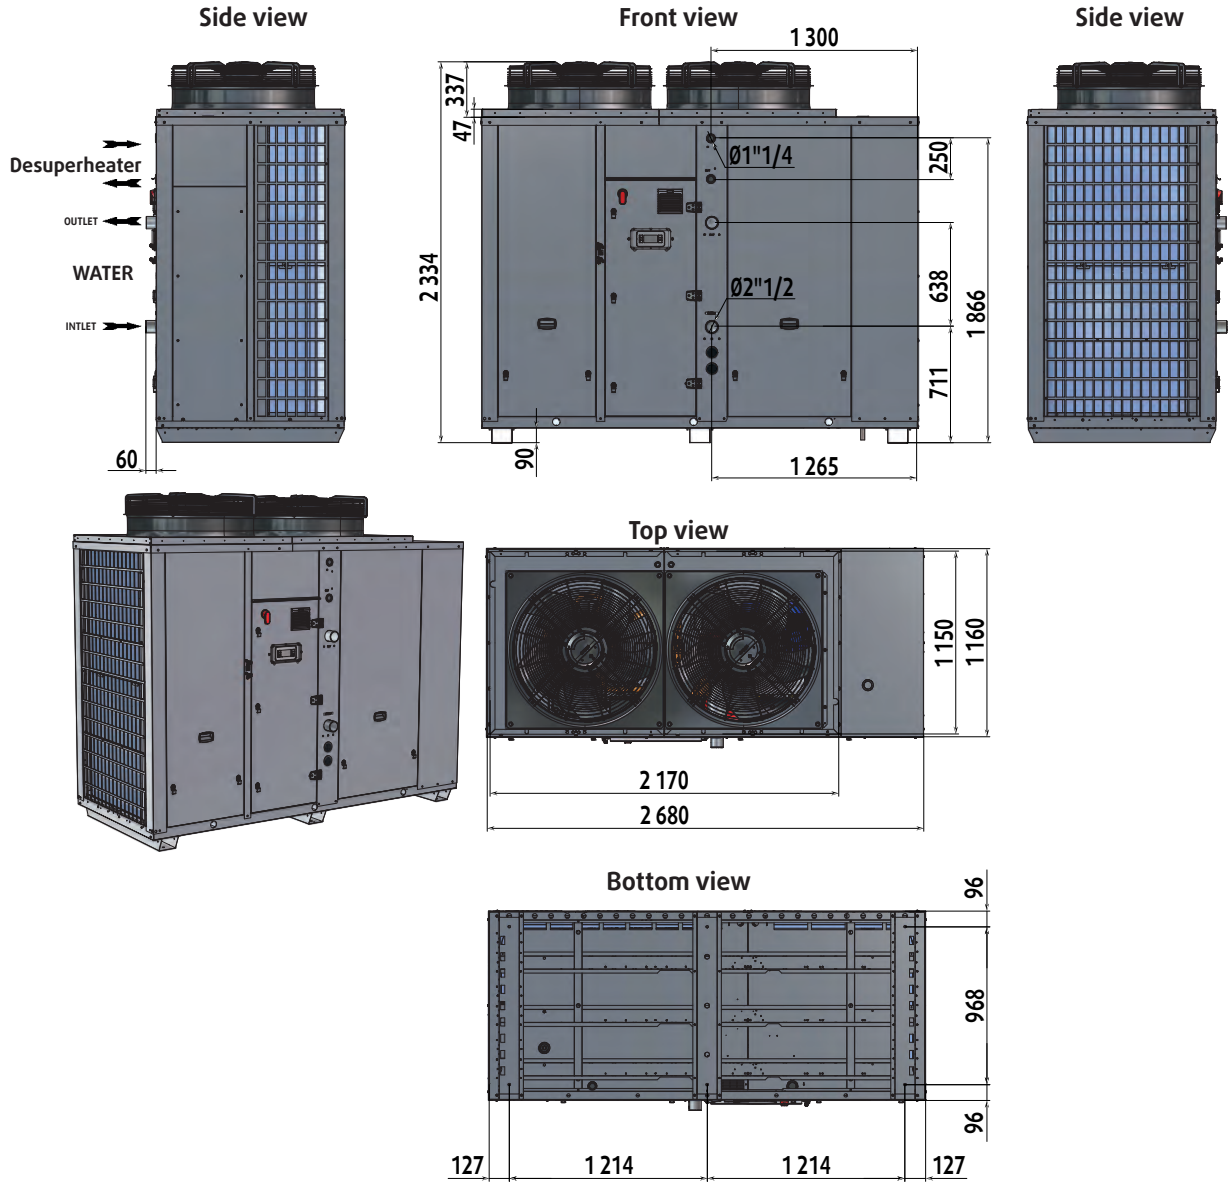 Side view
Front view
Side view
1 300
337
47
Desuperheater
OUTLET
WATER
INTLET
60
2 334
Ø1"1/4
Ø2"1/2
250
638
1 866
711
90
1 265
Top view
1 150
1 160
2 170
2 680
Bottom view
96
968
96
127
1 214
1 214
127